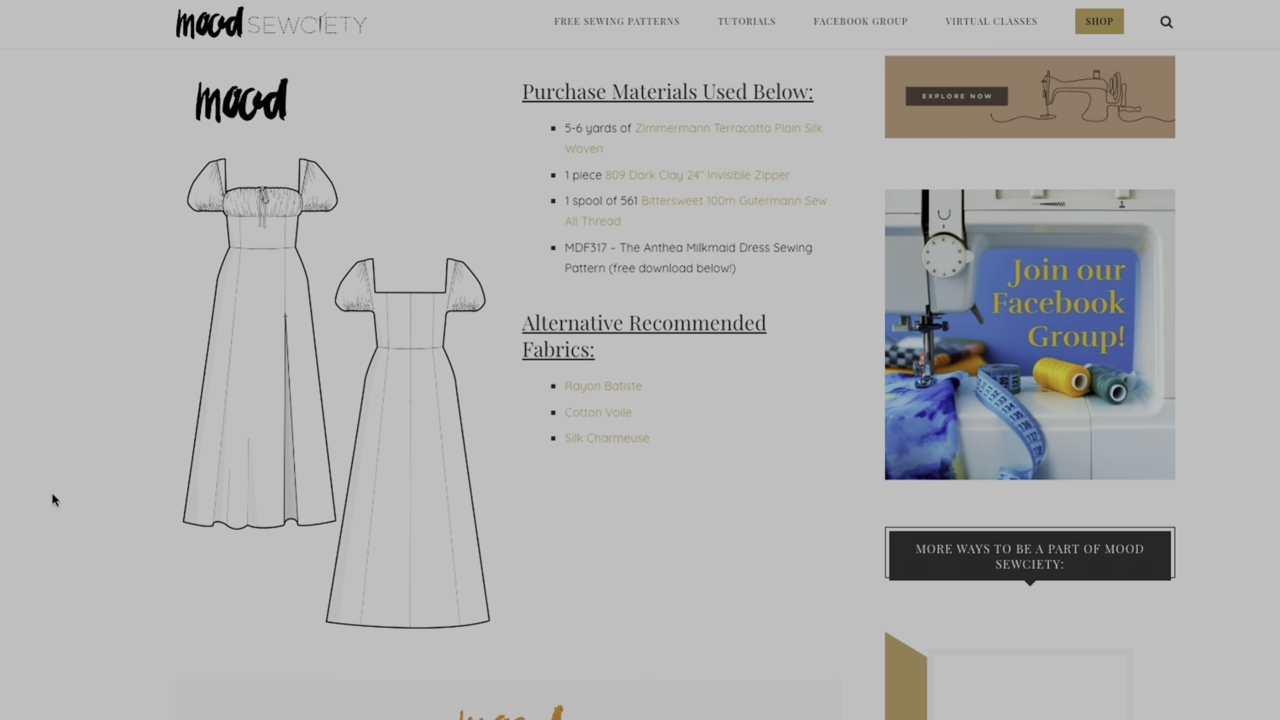 mood SEWCIETY
FREE SEWING PATTERNS
TUTORIALS
FACEBOOK GROUP
VIRTUAL CLASSES
SHOP
mood
Purchase Materials Used Below:
5-6 yards of Zimmermann Terracotta Plain Silk
Woven
1 piece 809 Dark Clay 24" Invisible Zipper
1 spool of 561 Bittersweet 100m Gutermann Sew
All Thread
MDF317 – The Anthea Milkmaid Dress Sewing
Pattern (free download below!)
Alternative Recommended
Fabrics:
Rayon Batiste
Cotton Voile
Silk Charmeuse
EXPLORE NOW
Join our
Facebook
Group!
MORE WAYS TO BE A PART OF MOOD
SEWCIETY:
mood